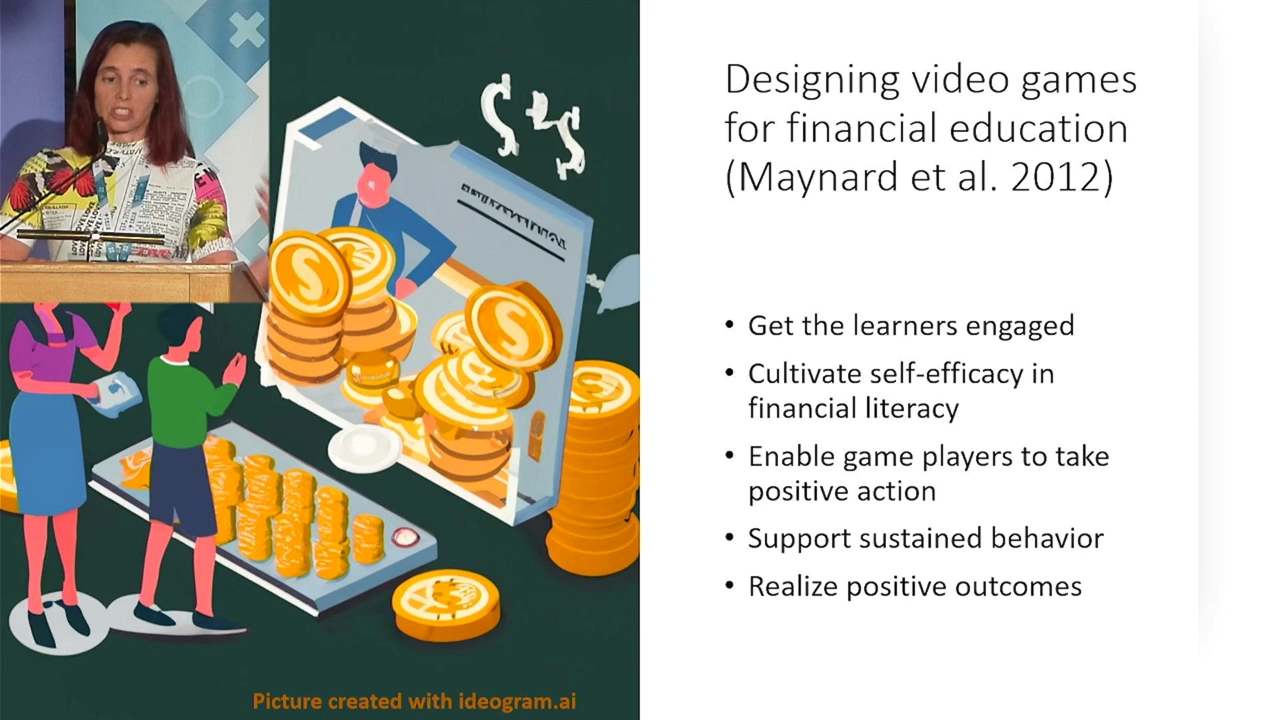 Designing video games
for financial education
(Maynard et al. 2012)
• Get the learners engaged
• Cultivate self-efficacy in
financial literacy
• Enable game players to take
positive action
• Support sustained behavior
• Realize positive outcomes
Picture created with ideogram.ai